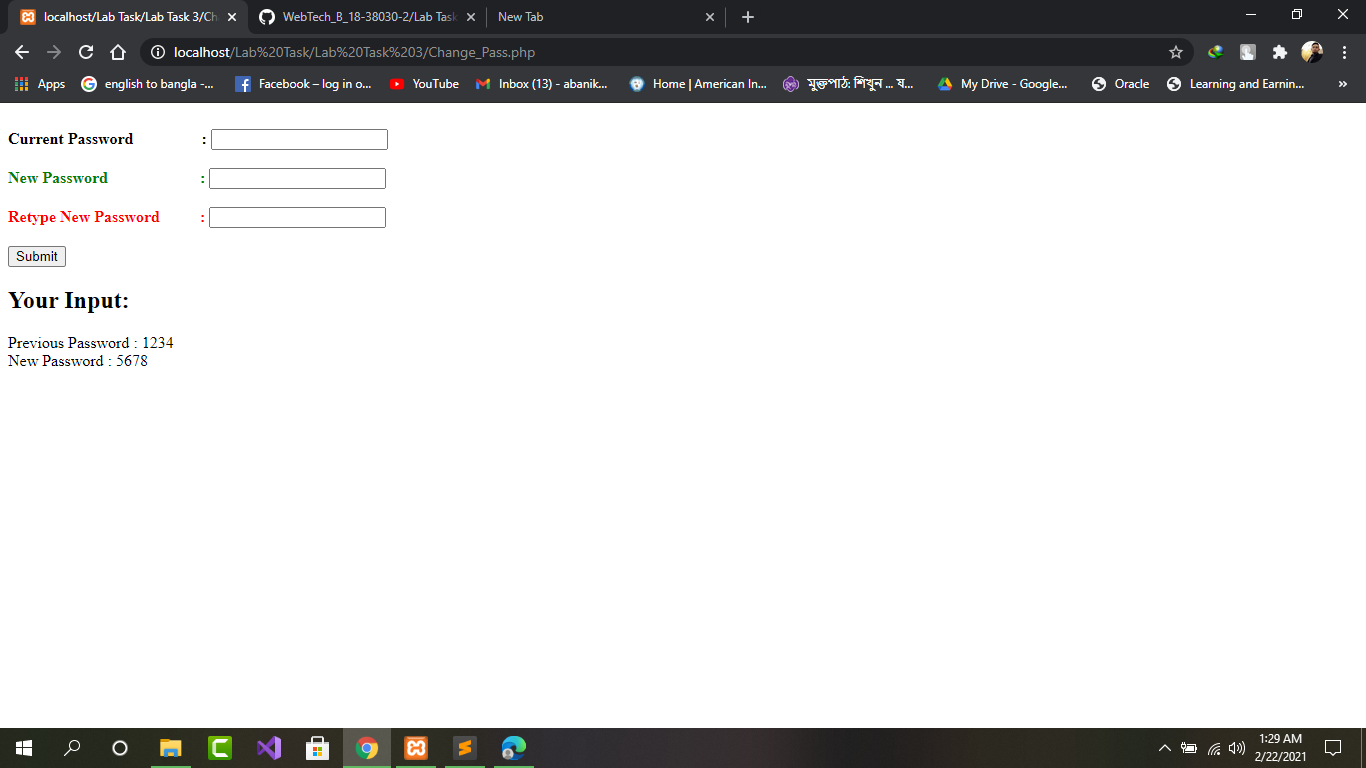 localhost/Lab Task/Lab Task 3/Ch
WebTech_B_18-38030-2/Lab Task
New Tab
localhost/Lab%20Task/Lab%20Task%203/Change_Pass.php
Apps
english to bangla -...
Facebook – log in o...
YouTube
Inbox (13) - abanik...
Home | American In...
মুক্তপাঠ: শিখুন ... য...
My Drive - Google...
Oracle
Learning and Earnin...
»
Current Password :
New Password :
Retype New Password :
Submit
Your Input:
Previous Password : 1234
New Password : 5678
1:29 AM
2/22/2021